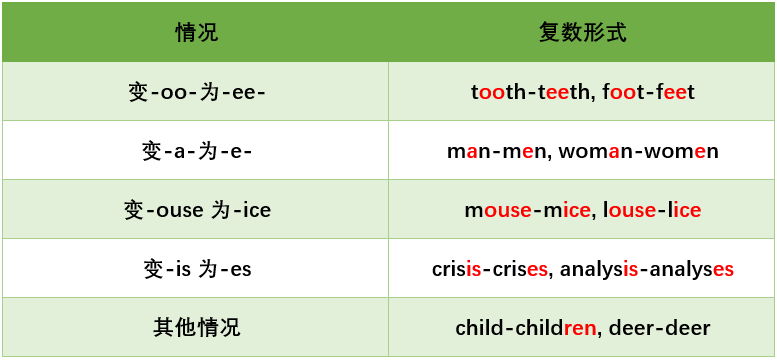 情况 复数形式
变-oo-为-ee- tooth-teeth, foot-feet
变-a-为-e- man-men, woman-women
变-ouse 为-ice mouse-mice, louse-lice
变-is 为-es crisis-crises, analysis-analyses
其他情况 child-children, deer-deer